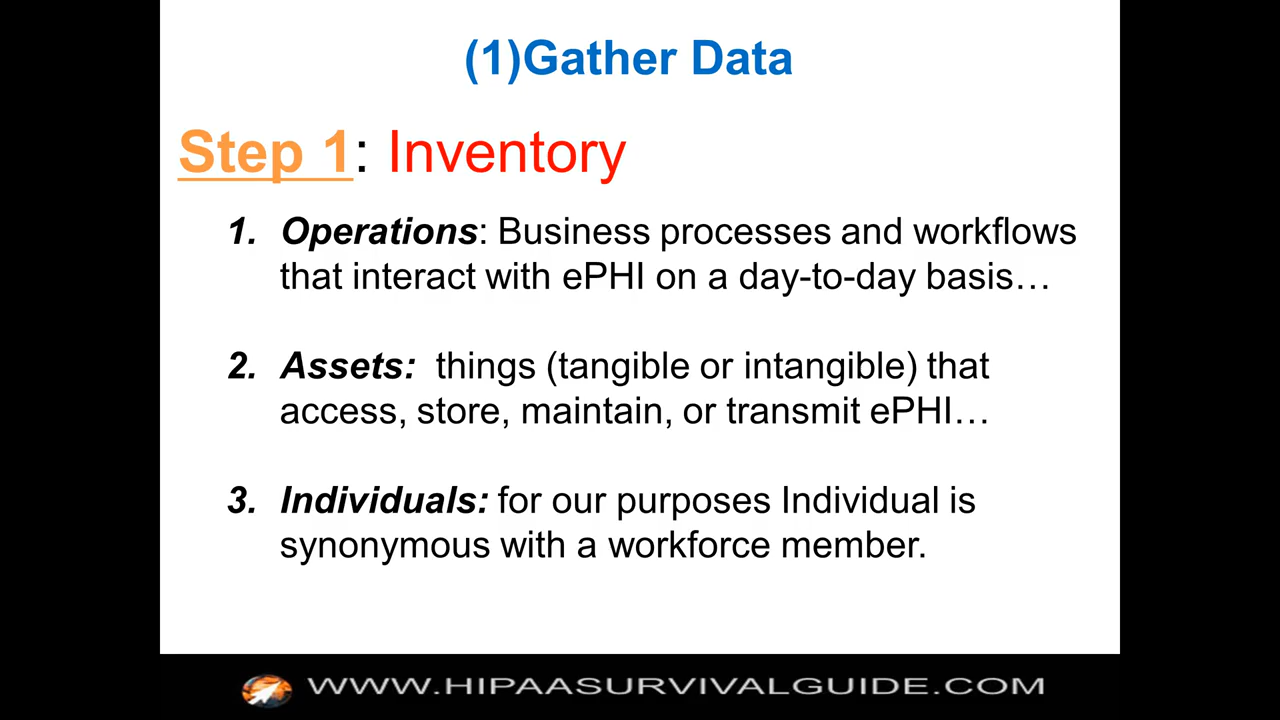 (1)Gather Data
Step 1: Inventory
1. Operations: Business processes and workflows
that interact with ePHI on a day-to-day basis…
2. Assets: things (tangible or intangible) that
access, store, maintain, or transmit ePHI…
3. Individuals: for our purposes Individual is
synonymous with a workforce member.
WWW.HIPAASURVIVALGUIDE.COM